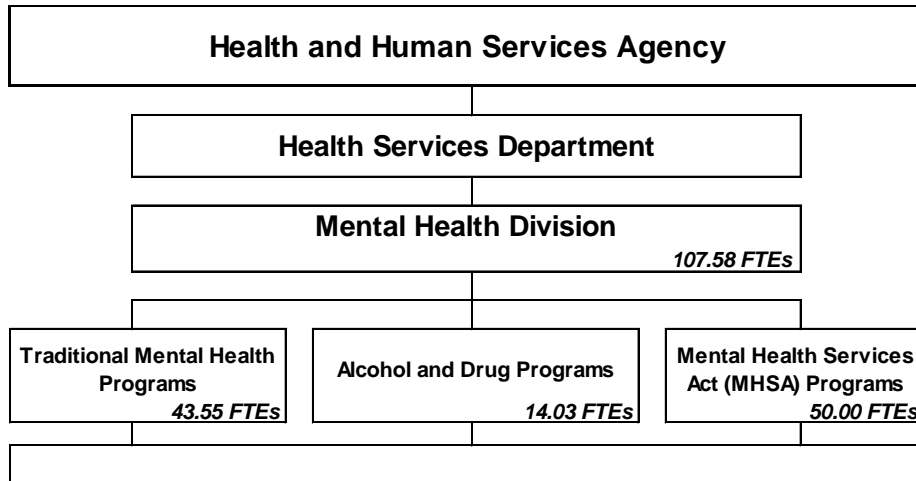 Health and Human Services Agency
Health Services Department
Mental Health Division
107.58 FTEs
Traditional Mental Health
Programs
43.55 FTEs
Alcohol and Drug Programs
14.03 FTEs
Mental Health Services
Act (MHSA) Programs
50.00 FTEs